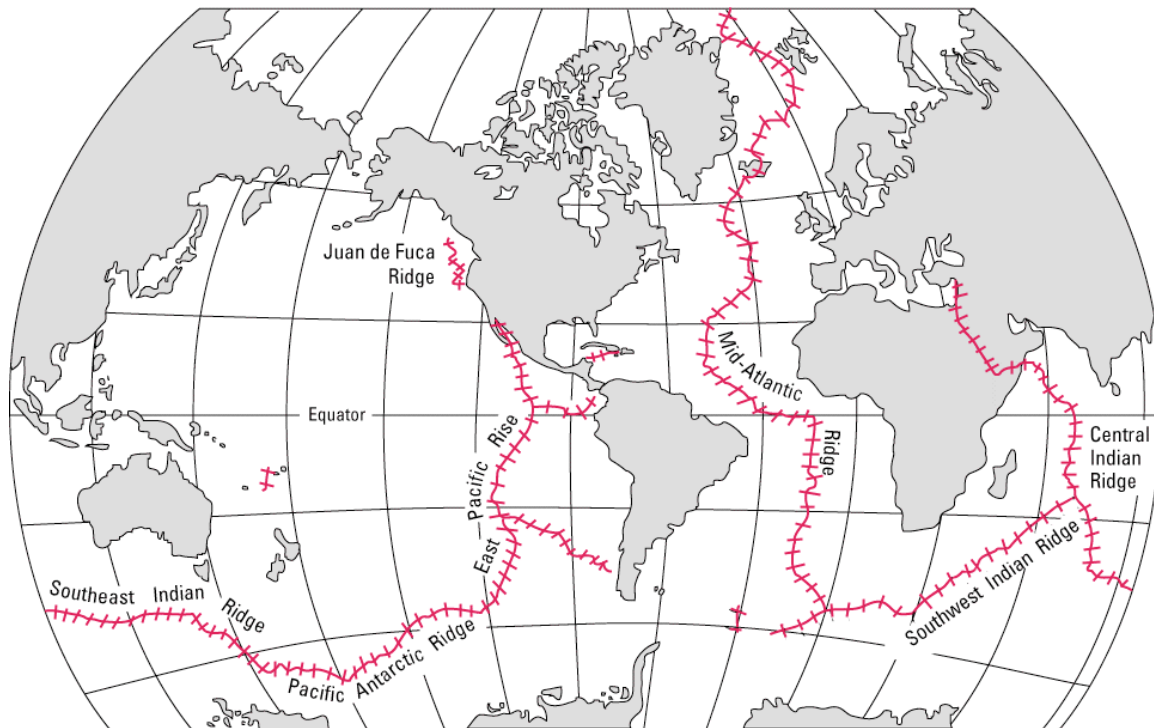 Juan de Fuca
Ridge
Mid-Atlantic
Ridge
Equator
East Pacific Rise
Central
Indian
Ridge
Southeast Indian Ridge
Pacific Antarctic Ridge
Southwest Indian Ridge